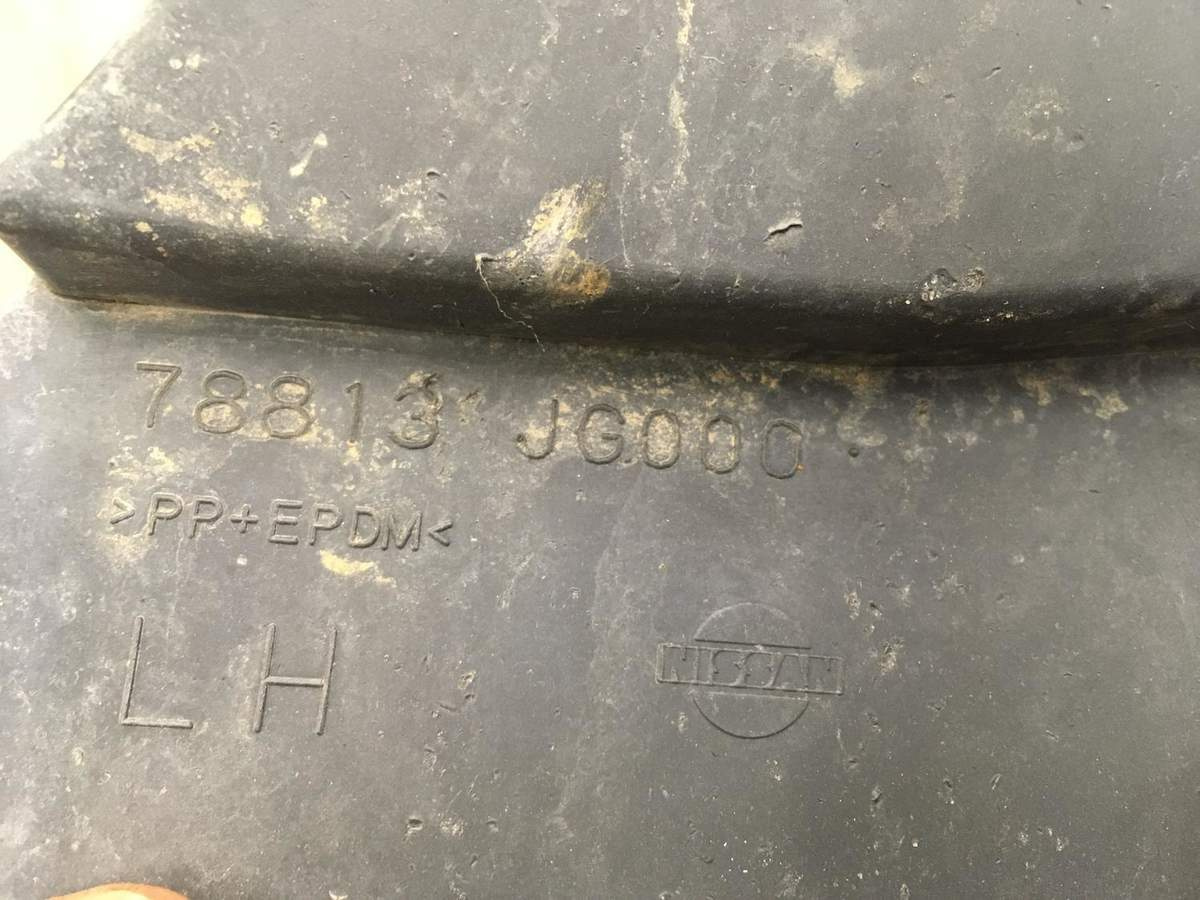 78813 JG000
>PP+EPDM<
LH
NISSAN